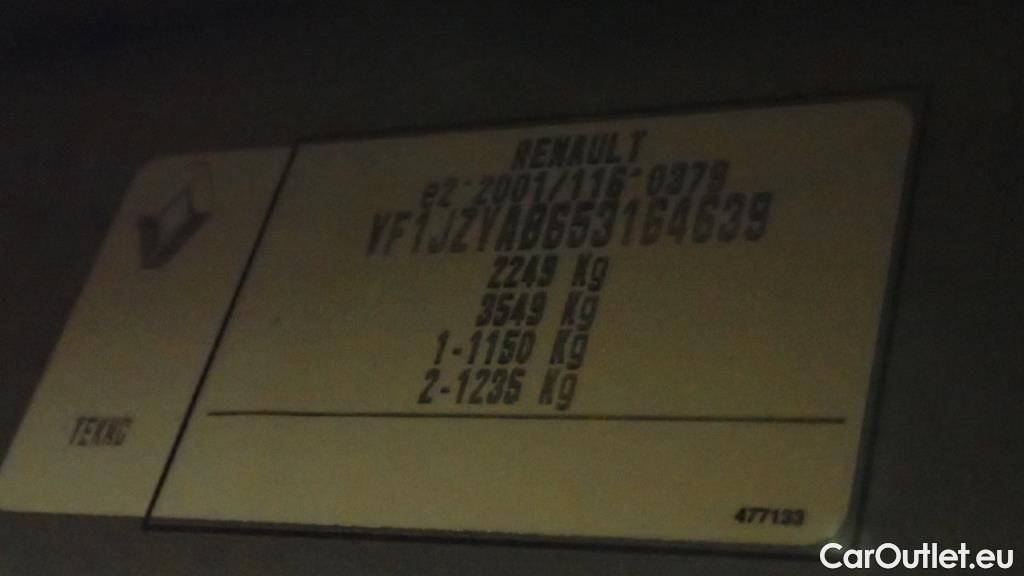 RENAULT
e2*2001/116*0379
VF1JZYAB653164639
2249 Kg
3549 Kg
1-1150 Kg
2-1235 Kg
TEKNG
477133
CarOutlet.eu